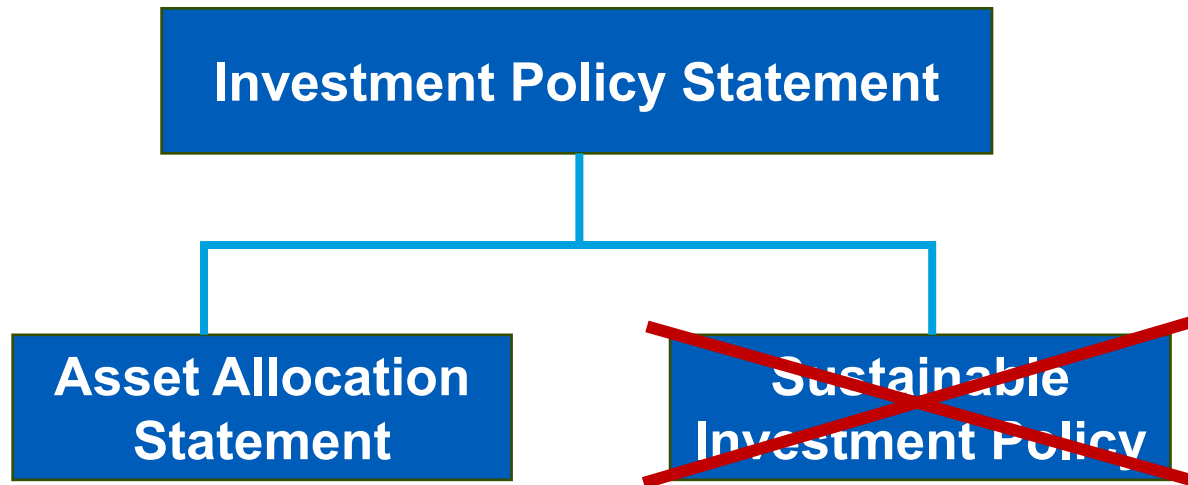 Investment Policy Statement
Asset Allocation
Statement
Sustainable
Investment Policy